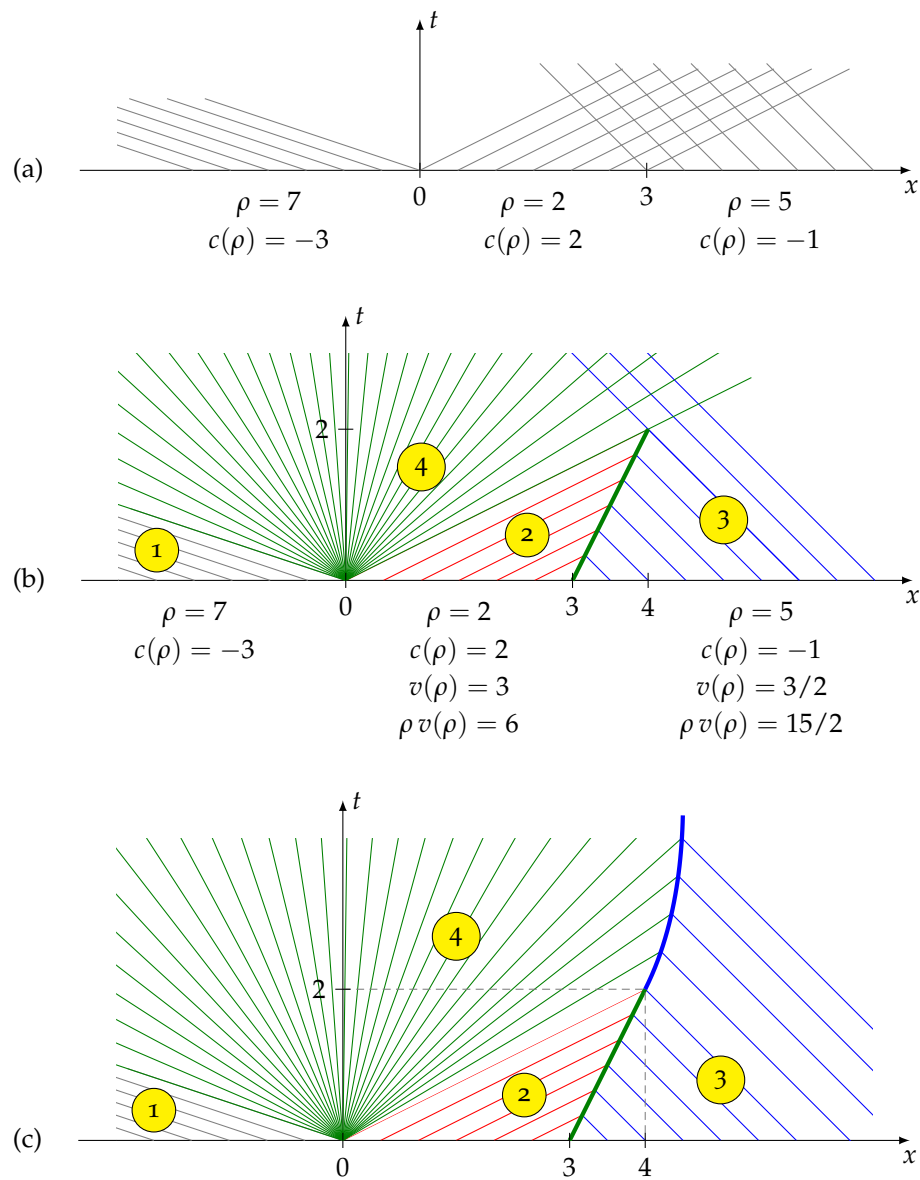 t
(a)
0 3 x
ρ = 7 ρ = 2 ρ = 5
c(ρ) = −3 c(ρ) = 2 c(ρ) = −1
t
2
4
3
2
1
(b)
0 3 4 x
ρ = 7 ρ = 2 ρ = 5
c(ρ) = −3 c(ρ) = 2 c(ρ) = −1
v(ρ) = 3 v(ρ) = 3/2
ρ v(ρ) = 6 ρ v(ρ) = 15/2
t
4
2
3
2
1
(c)
0 3 4 x